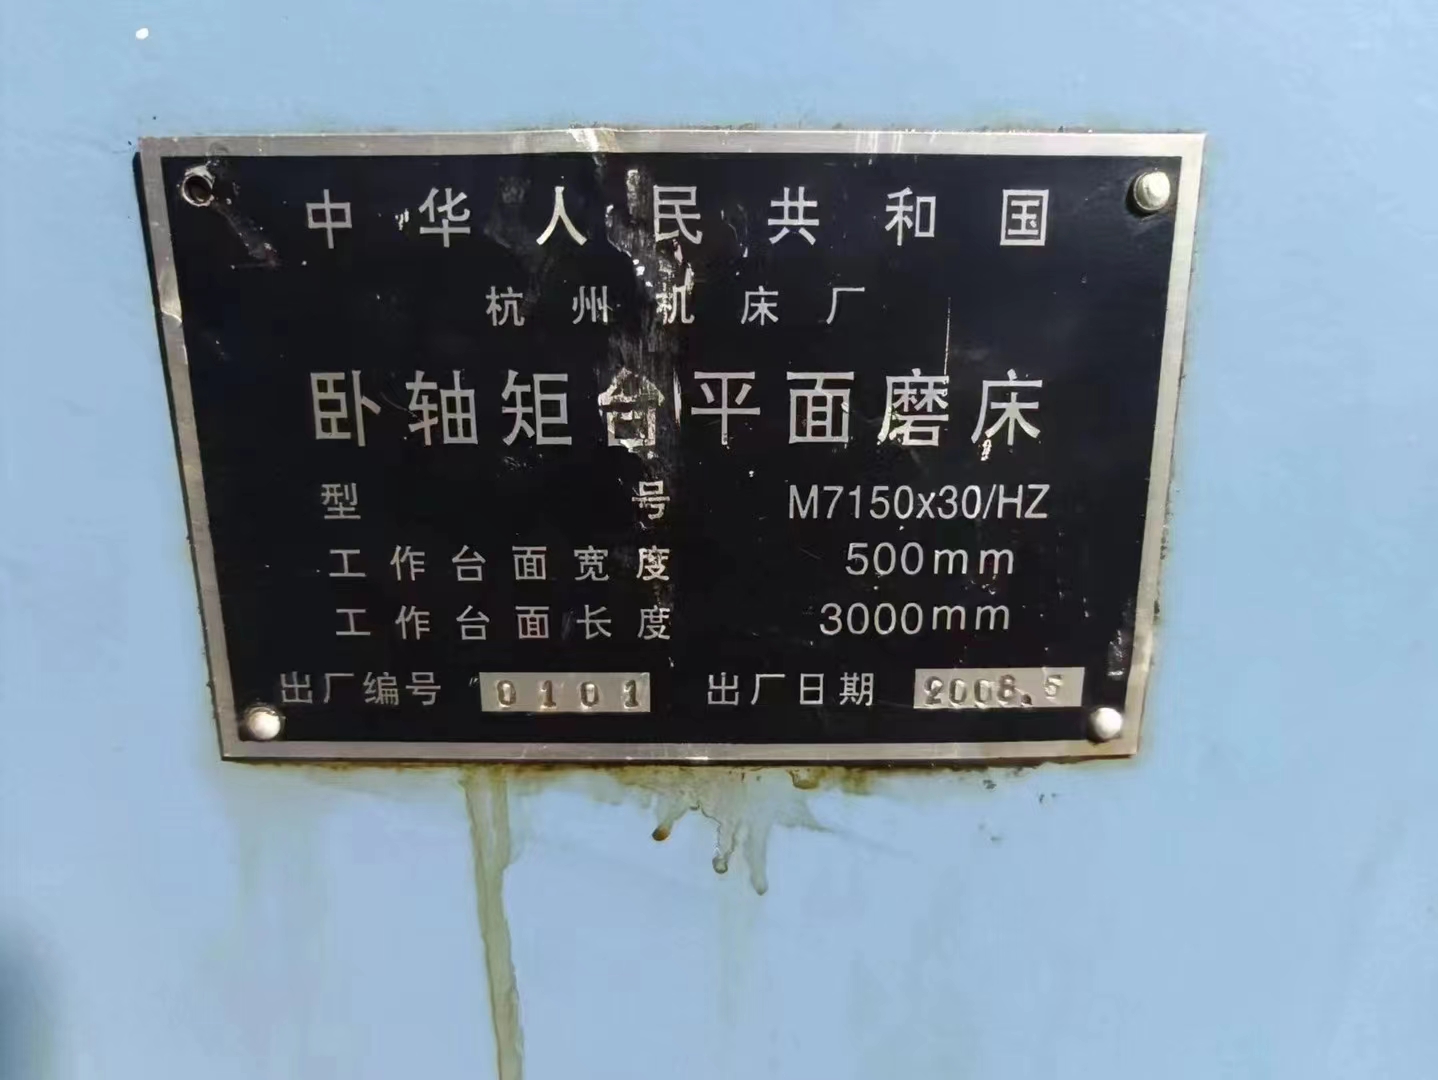 中华人民共和国
杭州机床厂
卧轴矩台平面磨床
型号 M7150x30/HZ
工作台面宽度 500mm
工作台面长度 3000mm
出厂编号 0101 出厂日期 2008.5